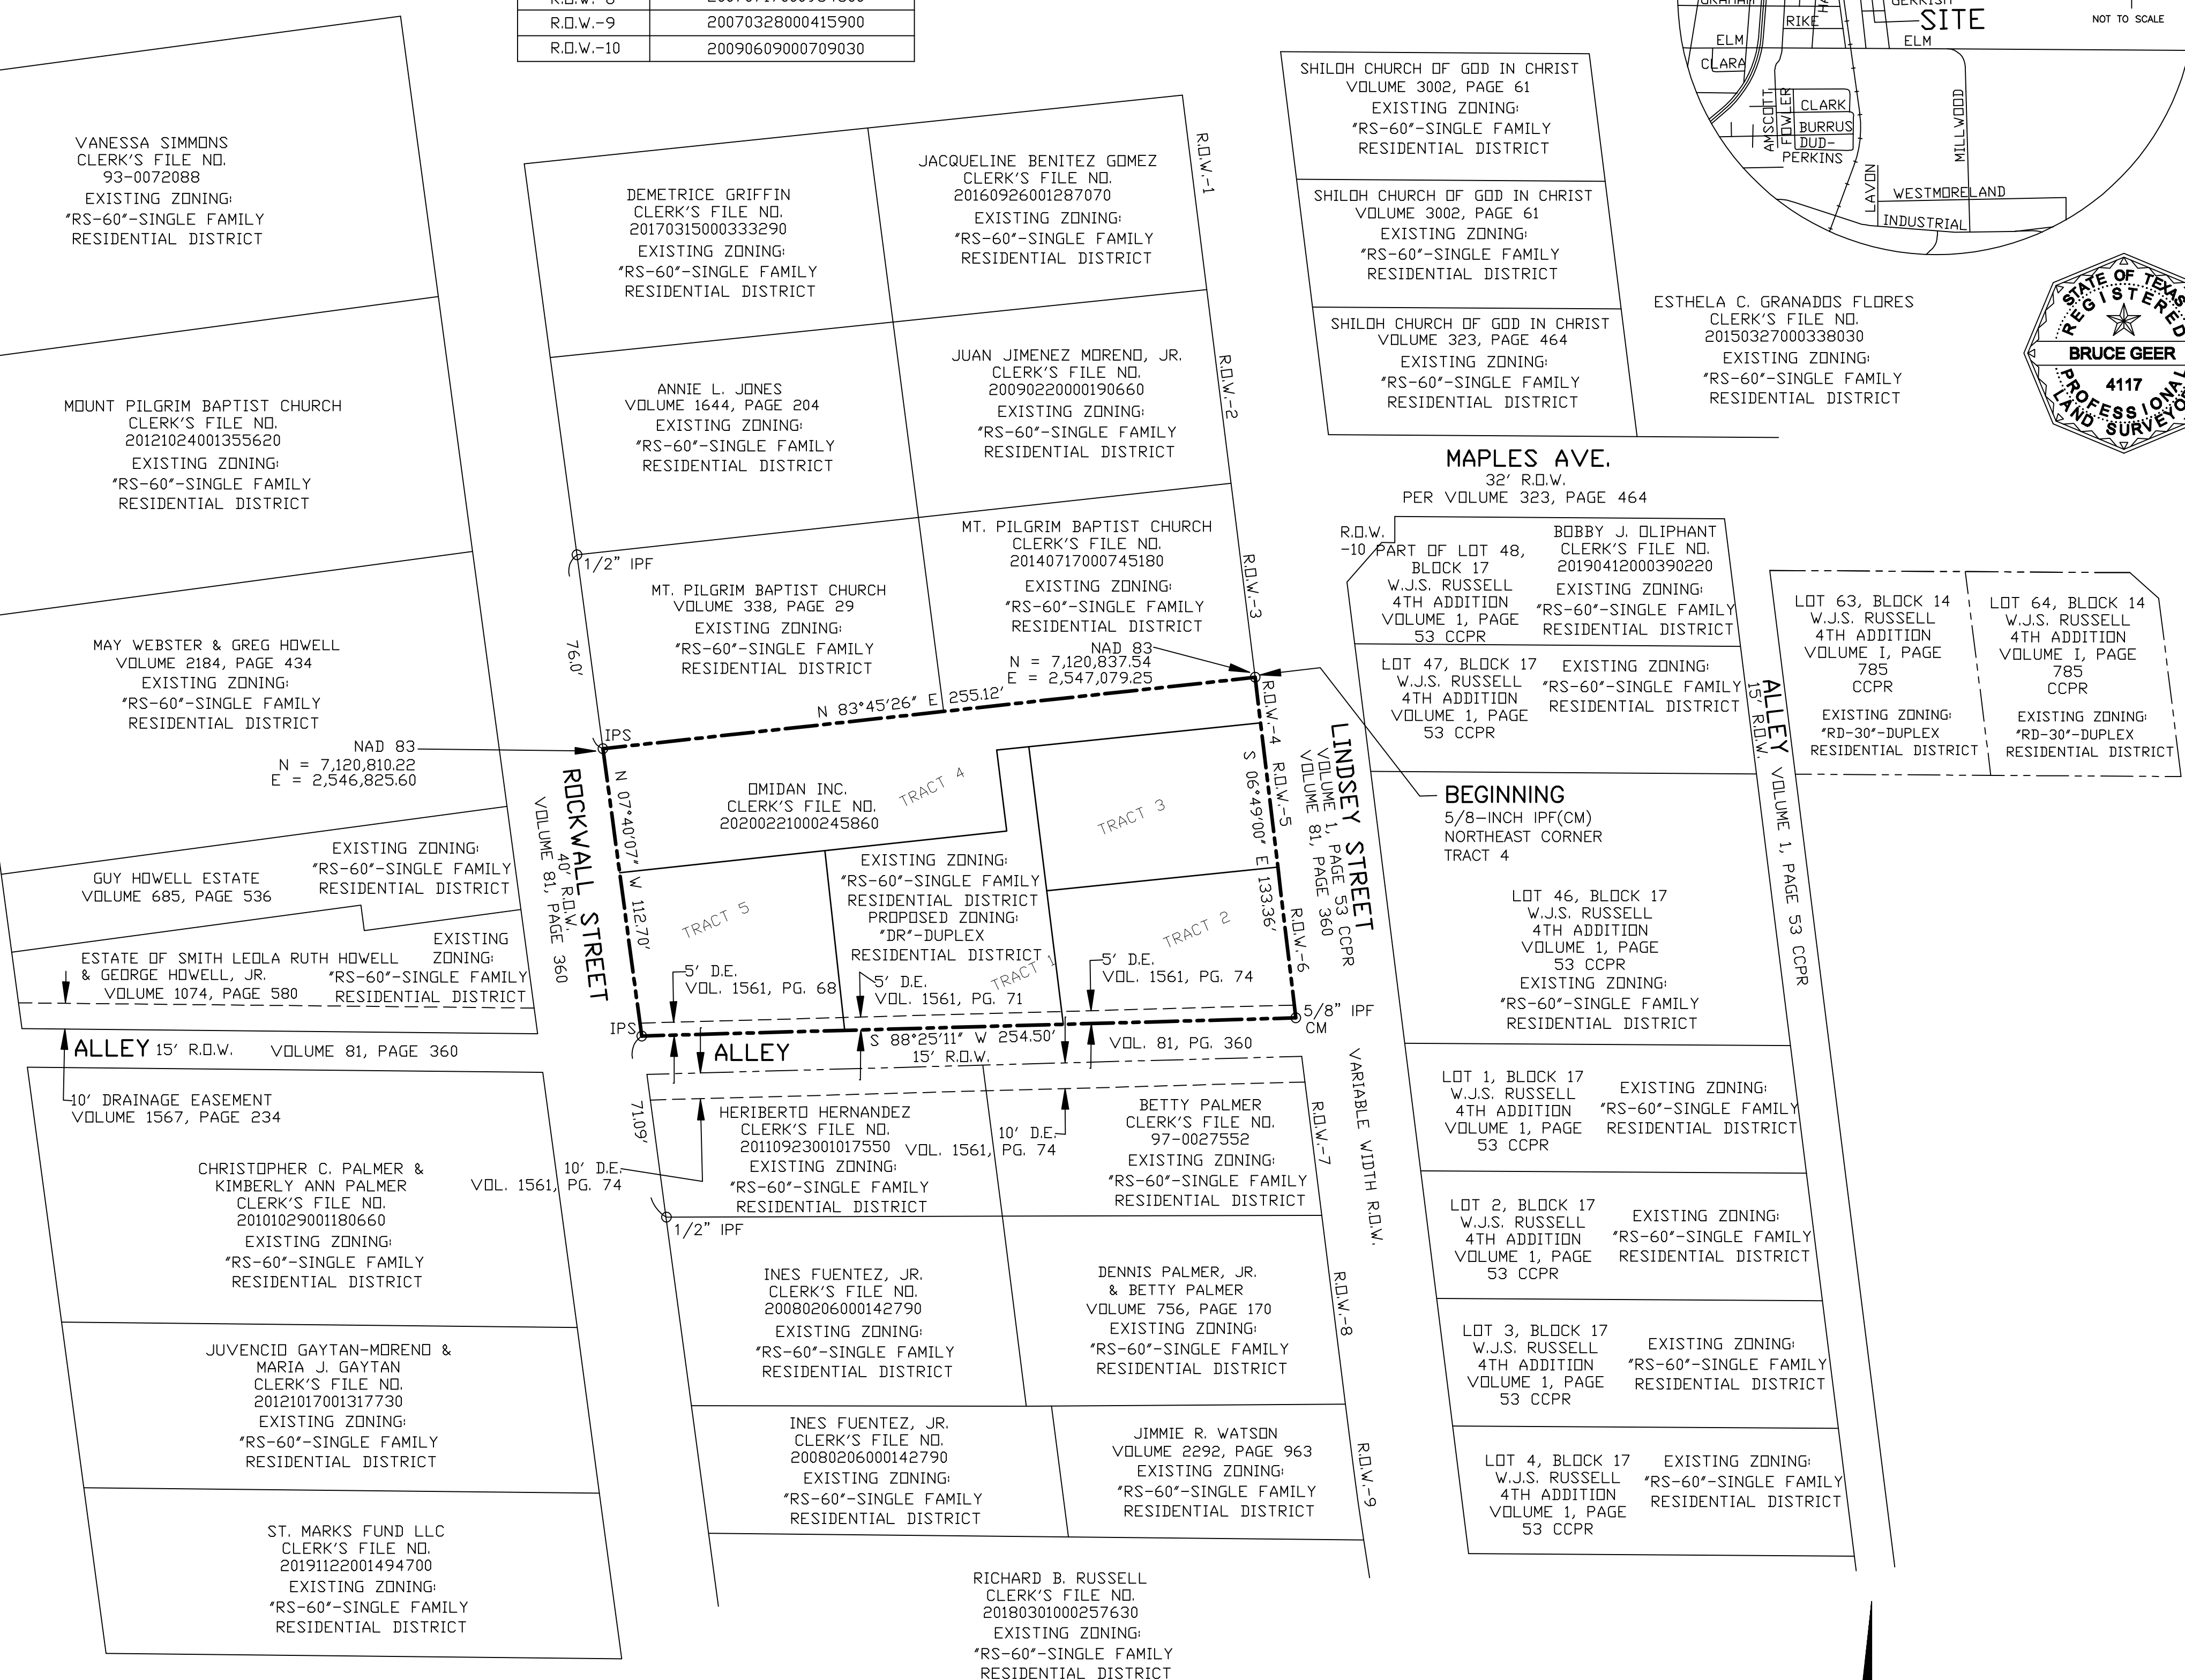 R.O.W.-9 20070328000415900
R.O.W.-10 20090609000709030
RIKE
SITE
NOT TO SCALE
ELM
ELM
CLARA
AMSCOTT
FOWLER
CLARK
BURRUS
DUD-
PERKINS
MILLWOOD
LAVON
WESTMORELAND
INDUSTRIAL
STATE OF TEXAS
REGISTERED
BRUCE GEER
4117
PROFESSIONAL
LAND SURVEYOR
VANESSA SIMMONS
CLERK'S FILE NO.
93-0072088
EXISTING ZONING:
"RS-60"-SINGLE FAMILY
RESIDENTIAL DISTRICT
MOUNT PILGRIM BAPTIST CHURCH
CLERK'S FILE NO.
20121024001355620
EXISTING ZONING:
"RS-60"-SINGLE FAMILY
RESIDENTIAL DISTRICT
MAY WEBSTER & GREG HOWELL
VOLUME 2184, PAGE 434
EXISTING ZONING:
"RS-60"-SINGLE FAMILY
RESIDENTIAL DISTRICT
NAD 83
N = 7,120,810.22
E = 2,546,825.60
GUY HOWELL ESTATE
VOLUME 685, PAGE 536
EXISTING ZONING:
"RS-60"-SINGLE FAMILY
RESIDENTIAL DISTRICT
ESTATE OF SMITH LEOLA RUTH HOWELL
& GEORGE HOWELL, JR.
VOLUME 1074, PAGE 580
EXISTING
ZONING:
"RS-60"-SINGLE FAMILY
RESIDENTIAL DISTRICT
ALLEY 15' R.O.W. VOLUME 81, PAGE 360
10' DRAINAGE EASEMENT
VOLUME 1567, PAGE 234
CHRISTOPHER C. PALMER &
KIMBERLY ANN PALMER
CLERK'S FILE NO.
20101029001180660
EXISTING ZONING:
"RS-60"-SINGLE FAMILY
RESIDENTIAL DISTRICT
JUVENCIO GAYTAN-MORENO &
MARIA J. GAYTAN
CLERK'S FILE NO.
20121017001317730
EXISTING ZONING:
"RS-60"-SINGLE FAMILY
RESIDENTIAL DISTRICT
ST. MARKS FUND LLC
CLERK'S FILE NO.
20191122001494700
EXISTING ZONING:
"RS-60"-SINGLE FAMILY
RESIDENTIAL DISTRICT
DEMETRICE GRIFFIN
CLERK'S FILE NO.
20170315000333290
EXISTING ZONING:
"RS-60"-SINGLE FAMILY
RESIDENTIAL DISTRICT
JACQUELINE BENITEZ GOMEZ
CLERK'S FILE NO.
20160926001287070
EXISTING ZONING:
"RS-60"-SINGLE FAMILY
RESIDENTIAL DISTRICT
R.O.W.-1
ANNIE L. JONES
VOLUME 1644, PAGE 204
EXISTING ZONING:
"RS-60"-SINGLE FAMILY
RESIDENTIAL DISTRICT
JUAN JIMENEZ MORENO, JR.
CLERK'S FILE NO.
20090220000190660
EXISTING ZONING:
"RS-60"-SINGLE FAMILY
RESIDENTIAL DISTRICT
R.O.W.-2
1/2" IPF
76.0'
MT. PILGRIM BAPTIST CHURCH
VOLUME 338, PAGE 29
EXISTING ZONING:
"RS-60"-SINGLE FAMILY
RESIDENTIAL DISTRICT
MT. PILGRIM BAPTIST CHURCH
CLERK'S FILE NO.
20140717000745180
EXISTING ZONING:
"RS-60"-SINGLE FAMILY
RESIDENTIAL DISTRICT
R.O.W.-3
NAD 83
N = 7,120,837.54
E = 2,547,079.25
IPS
N 83°45'26" E 255.12'
N 07°40'07" W 112.70'
ROCKWALL STREET
40' R.O.W.
VOLUME 81, PAGE 360
OMIDAN INC.
CLERK'S FILE NO.
20200221000245860
TRACT 4
TRACT 3
TRACT 5
TRACT 2
TRACT 1
EXISTING ZONING:
"RS-60"-SINGLE FAMILY
RESIDENTIAL DISTRICT
PROPOSED ZONING:
"DR"-DUPLEX
RESIDENTIAL DISTRICT
R.O.W.-4
R.O.W.-5
R.O.W.-6
S 06°49'00" E 133.36'
LINDSEY STREET
VOLUME 1, PAGE 53 CCPR
VOLUME 81, PAGE 360
VARIABLE WIDTH R.O.W.
5' D.E.
VOL. 1561, PG. 68
5' D.E.
VOL. 1561, PG. 71
5' D.E.
VOL. 1561, PG. 74
5/8" IPF
CM
IPS
S 88°25'11" W 254.50'
ALLEY
15' R.O.W.
VOL. 81, PG. 360
71.09'
HERIBERTO HERNANDEZ
CLERK'S FILE NO.
20110923001017550
EXISTING ZONING:
"RS-60"-SINGLE FAMILY
RESIDENTIAL DISTRICT
10' D.E.
VOL. 1561, PG. 74
10' D.E.
VOL. 1561, PG. 74
BETTY PALMER
CLERK'S FILE NO.
97-0027552
EXISTING ZONING:
"RS-60"-SINGLE FAMILY
RESIDENTIAL DISTRICT
R.O.W.-7
1/2" IPF
INES FUENTEZ, JR.
CLERK'S FILE NO.
20080206000142790
EXISTING ZONING:
"RS-60"-SINGLE FAMILY
RESIDENTIAL DISTRICT
DENNIS PALMER, JR.
& BETTY PALMER
VOLUME 756, PAGE 170
EXISTING ZONING:
"RS-60"-SINGLE FAMILY
RESIDENTIAL DISTRICT
R.O.W.-8
INES FUENTEZ, JR.
CLERK'S FILE NO.
20080206000142790
EXISTING ZONING:
"RS-60"-SINGLE FAMILY
RESIDENTIAL DISTRICT
JIMMIE R. WATSON
VOLUME 2292, PAGE 963
EXISTING ZONING:
"RS-60"-SINGLE FAMILY
RESIDENTIAL DISTRICT
R.O.W.-9
RICHARD B. RUSSELL
CLERK'S FILE NO.
20180301000257630
EXISTING ZONING:
"RS-60"-SINGLE FAMILY
RESIDENTIAL DISTRICT
SHILOH CHURCH OF GOD IN CHRIST
VOLUME 3002, PAGE 61
EXISTING ZONING:
"RS-60"-SINGLE FAMILY
RESIDENTIAL DISTRICT
SHILOH CHURCH OF GOD IN CHRIST
VOLUME 3002, PAGE 61
EXISTING ZONING:
"RS-60"-SINGLE FAMILY
RESIDENTIAL DISTRICT
SHILOH CHURCH OF GOD IN CHRIST
VOLUME 323, PAGE 464
EXISTING ZONING:
"RS-60"-SINGLE FAMILY
RESIDENTIAL DISTRICT
ESTHELA C. GRANADOS FLORES
CLERK'S FILE NO.
20150327000338030
EXISTING ZONING:
"RS-60"-SINGLE FAMILY
RESIDENTIAL DISTRICT
MAPLES AVE.
32' R.O.W.
PER VOLUME 323, PAGE 464
R.O.W.
-10
PART OF LOT 48,
BLOCK 17
W.J.S. RUSSELL
4TH ADDITION
VOLUME 1, PAGE
53 CCPR
BOBBY J. OLIPHANT
CLERK'S FILE NO.
20190412000390220
EXISTING ZONING:
"RS-60"-SINGLE FAMILY
RESIDENTIAL DISTRICT
LOT 47, BLOCK 17
W.J.S. RUSSELL
4TH ADDITION
VOLUME 1, PAGE
53 CCPR
EXISTING ZONING:
"RS-60"-SINGLE FAMILY
RESIDENTIAL DISTRICT
ALLEY VOLUME 1, PAGE 53 CCPR
15' R.O.W.
LOT 63, BLOCK 14
W.J.S. RUSSELL
4TH ADDITION
VOLUME I, PAGE
785
CCPR
EXISTING ZONING:
"RD-30"-DUPLEX
RESIDENTIAL DISTRICT
LOT 64, BLOCK 14
W.J.S. RUSSELL
4TH ADDITION
VOLUME I, PAGE
785
CCPR
EXISTING ZONING:
"RD-30"-DUPLEX
RESIDENTIAL DISTRICT
BEGINNING
5/8-INCH IPF(CM)
NORTHEAST CORNER
TRACT 4
LOT 46, BLOCK 17
W.J.S. RUSSELL
4TH ADDITION
VOLUME 1, PAGE
53 CCPR
EXISTING ZONING:
"RS-60"-SINGLE FAMILY
RESIDENTIAL DISTRICT
LOT 1, BLOCK 17
W.J.S. RUSSELL
4TH ADDITION
VOLUME 1, PAGE
53 CCPR
EXISTING ZONING:
"RS-60"-SINGLE FAMILY
RESIDENTIAL DISTRICT
LOT 2, BLOCK 17
W.J.S. RUSSELL
4TH ADDITION
VOLUME 1, PAGE
53 CCPR
EXISTING ZONING:
"RS-60"-SINGLE FAMILY
RESIDENTIAL DISTRICT
LOT 3, BLOCK 17
W.J.S. RUSSELL
4TH ADDITION
VOLUME 1, PAGE
53 CCPR
EXISTING ZONING:
"RS-60"-SINGLE FAMILY
RESIDENTIAL DISTRICT
LOT 4, BLOCK 17
W.J.S. RUSSELL
4TH ADDITION
VOLUME 1, PAGE
53 CCPR
EXISTING ZONING:
"RS-60"-SINGLE FAMILY
RESIDENTIAL DISTRICT